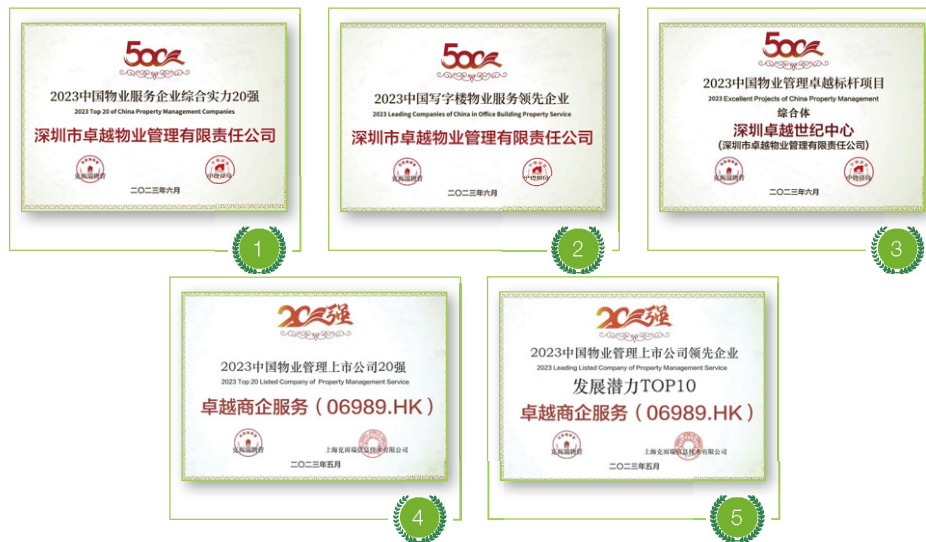 500强
2023中国物业服务企业综合实力20强
2023 Top 20 of China Property Management Companies
深圳市卓越物业管理有限责任公司
二〇二三年六月
1
500强
2023中国写字楼物业服务领先企业
2023 Leading Companies of China in Office Building Property Service
深圳市卓越物业管理有限责任公司
二〇二三年六月
2
500强
2023中国物业管理卓越标杆项目
2023 Excellent Projects of China Property Management
综合体
深圳卓越世纪中心
(深圳市卓越物业管理有限责任公司)
二〇二三年六月
3
20强
2023中国物业管理上市公司20强
2023 Top 20 Listed Company of Property Management Service
卓越商企服务（06989.HK）
上海克而瑞信息技术有限公司
二〇二三年五月
4
20强
2023中国物业管理上市公司领先企业
2023 Leading Listed Company of Property Management Service
发展潜力TOP10
卓越商企服务（06989.HK）
上海克而瑞信息技术有限公司
二〇二三年五月
5